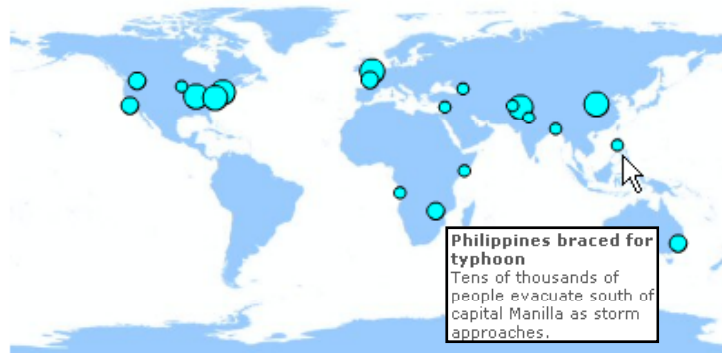 Philippines braced for
typhoon
Tens of thousands of
people evacuate south of
capital Manilla as storm
approaches.